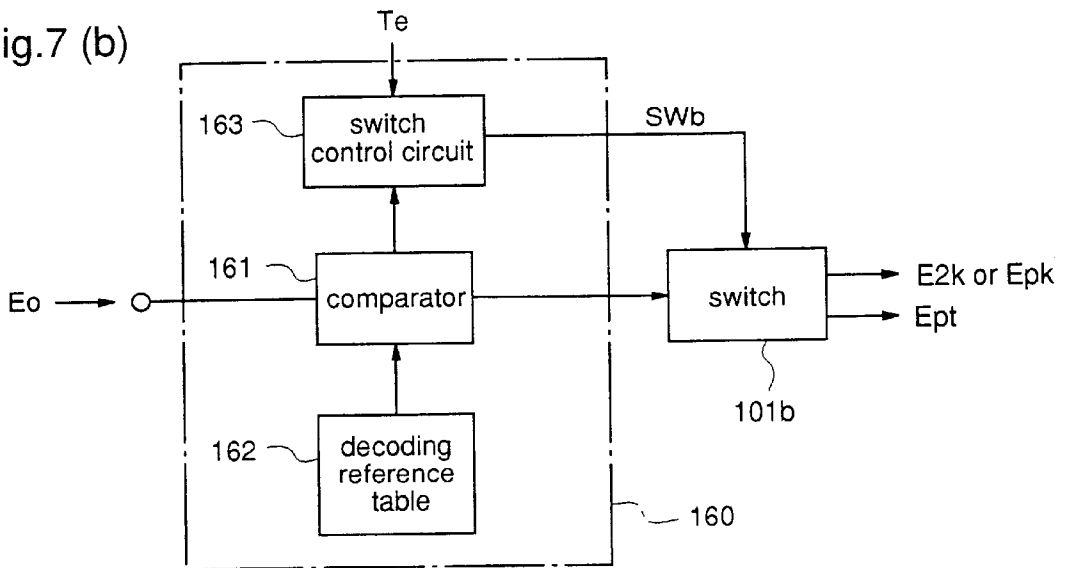 ig.7 (b)
Te
163
switch
control circuit
SWb
161
comparator
Eo
switch
E2k or Epk
Ept
101b
162
decoding
reference
table
160